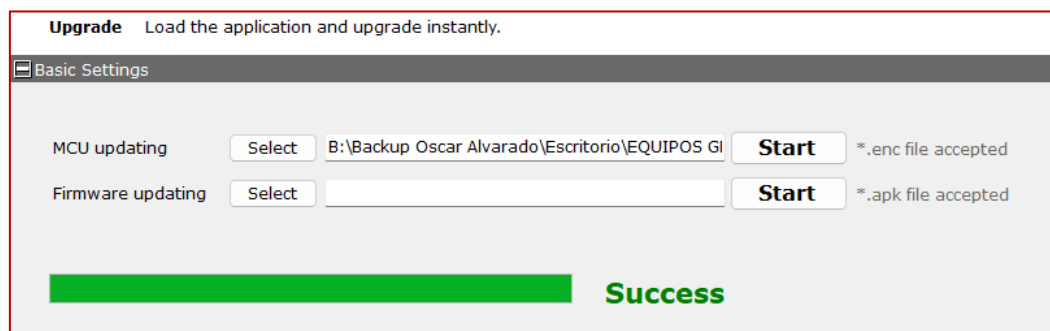 Upgrade Load the application and upgrade instantly.
Basic Settings
MCU updating Select B:\Backup Oscar Alvarado\Escritorio\EQUIPOS Start *.enc file accepted
Firmware updating Select Start *.apk file accepted
Success